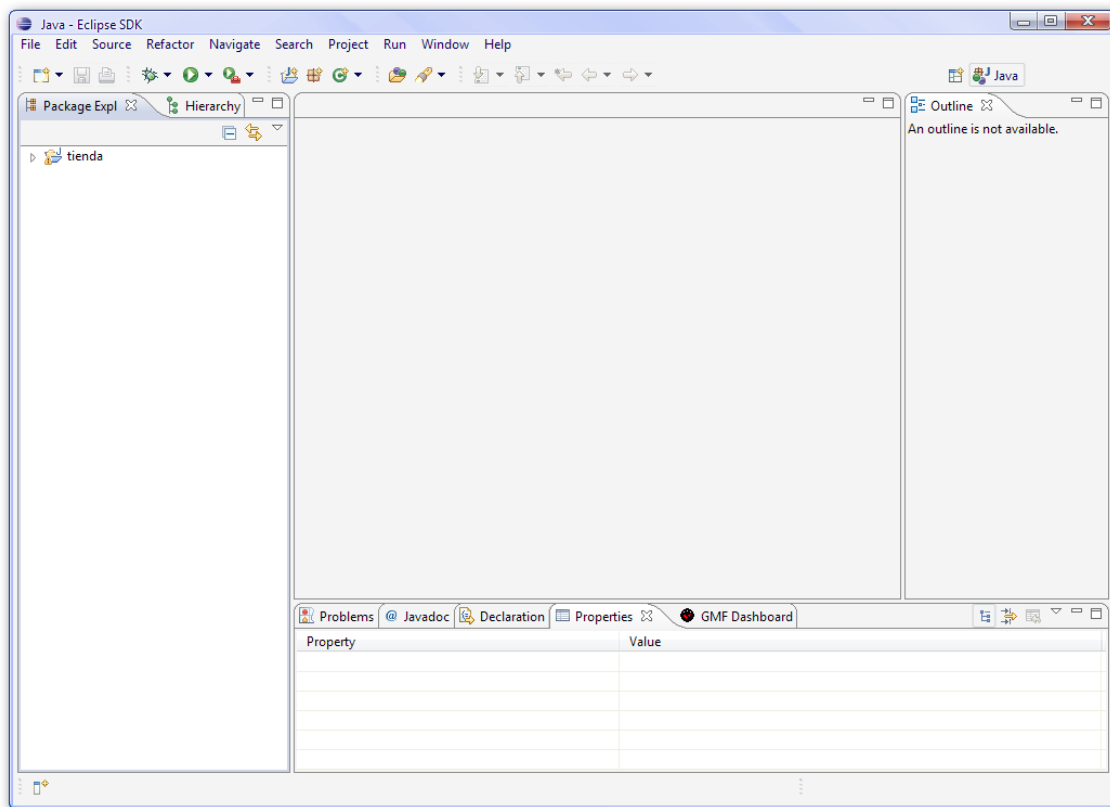 Java - Eclipse SDK
File Edit Source Refactor Navigate Search Project Run Window Help
Java
Package Expl Hierarchy
Outline
An outline is not available.
tienda
Problems @ Javadoc Declaration Properties GMF Dashboard
Property Value